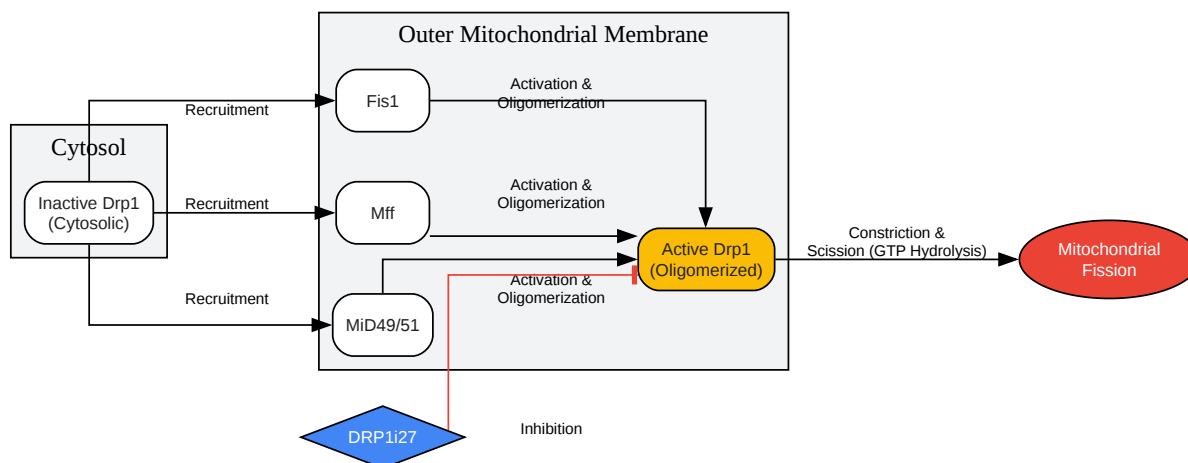 Outer Mitochondrial Membrane
Activation &
Oligomerization
Fis1
Recruitment
Cytosol
Inactive Drp1
(Cytosolic)
Recruitment
Mff
Activation &
Oligomerization
Active Drp1
(Oligomerized)
Constriction &
Scission (GTP Hydrolysis)
Mitochondrial
Fission
Recruitment
MiD49/51
Activation &
Oligomerization
DRP1i27
Inhibition